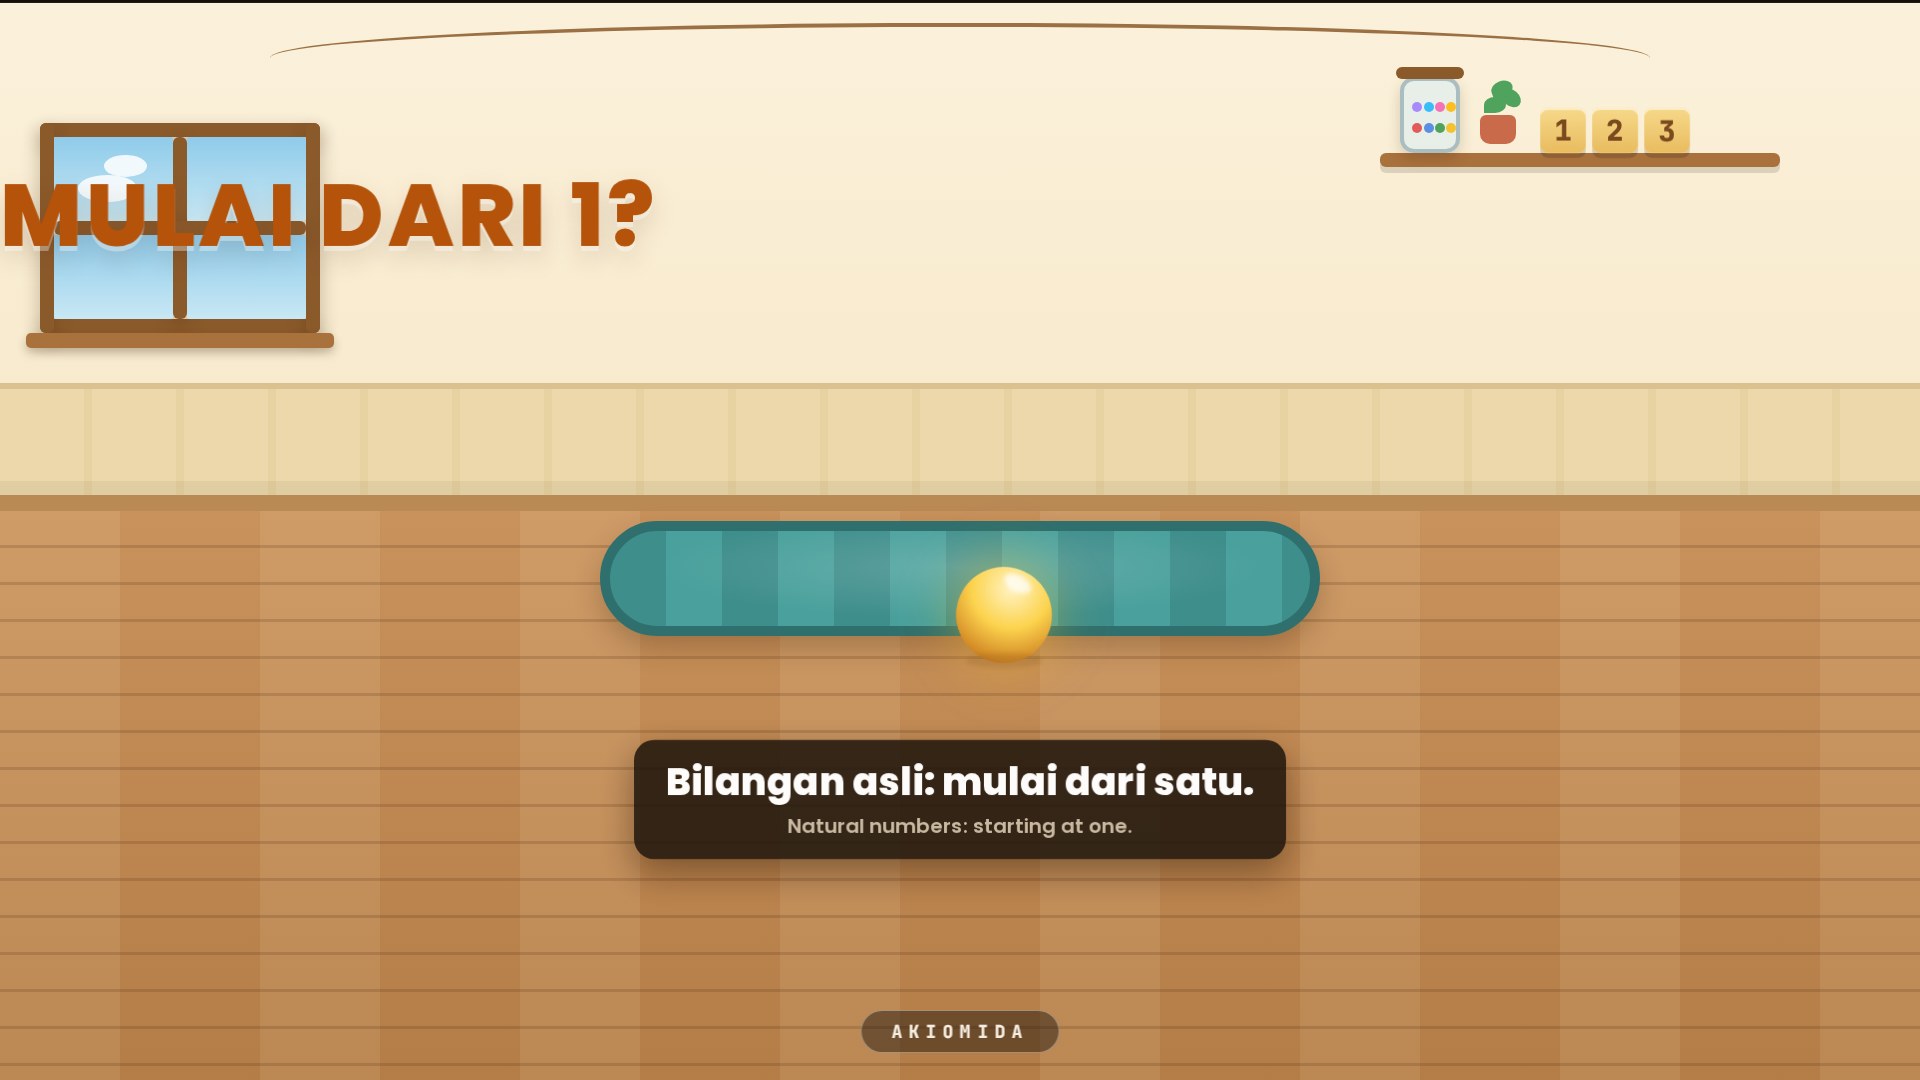 1 2 3
MULAI DARI 1?
Bilangan asli: mulai dari satu.
Natural numbers: starting at one.
AKIOMIDA